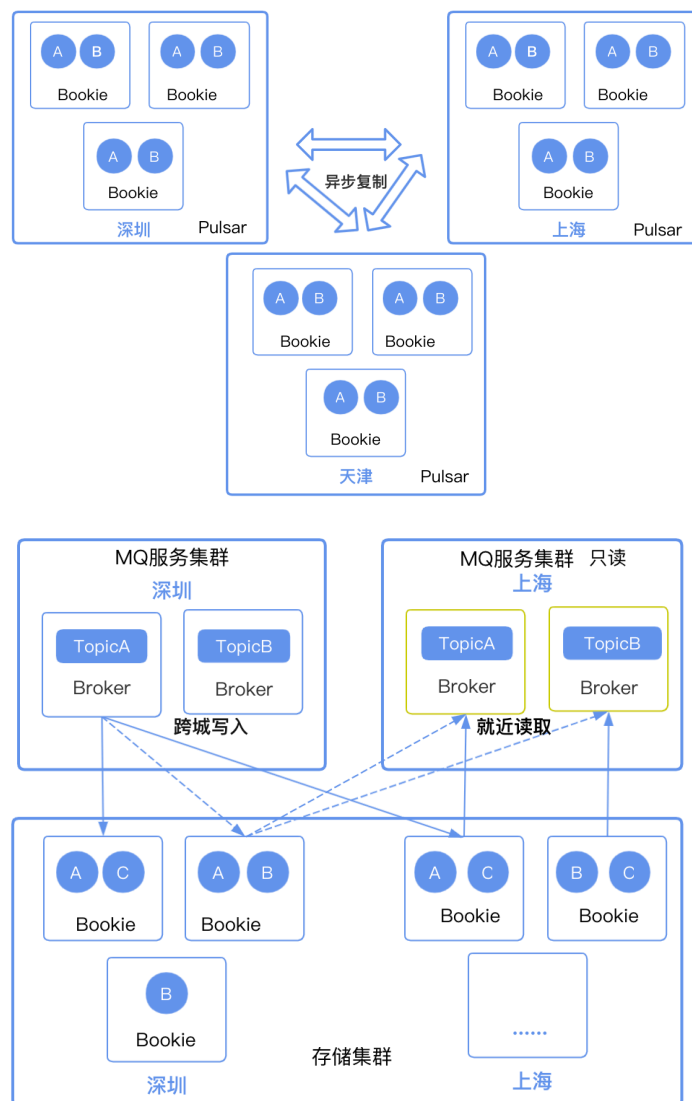 A B
Bookie
A B
Bookie
A B
Bookie
深圳
Pulsar
A B
Bookie
A B
Bookie
A B
Bookie
上海
Pulsar
异步复制
A B
Bookie
A B
Bookie
A B
Bookie
天津
Pulsar
MQ服务集群
深圳
TopicA
Broker
TopicB
Broker
跨城写入
MQ服务集群 只读
上海
TopicA
Broker
TopicB
Broker
就近读取
A C
Bookie
A B
Bookie
B
Bookie
深圳
A C
Bookie
B C
Bookie
......
上海
存储集群